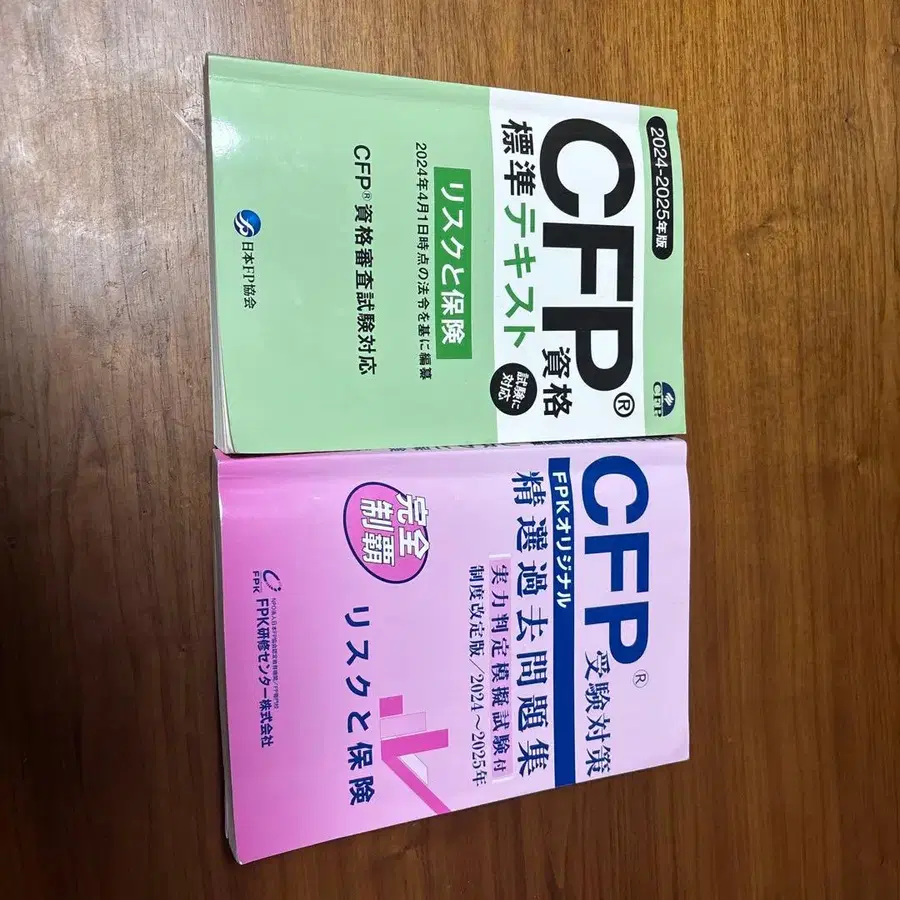 2024-2025年版
CFP®資格
標準テキスト
試験に
対応
リスクと保険
2024年4月1日時点の法令を基に編纂
CFP®資格審査試験対応
日本FP協会
CFP
CFP®受験対策
FPKオリジナル
精選過去問題集
実力判定模擬試験付
制度改定版/2024〜2025年
完全
制覇
リスクと保険
FPK
FPK研修センター株式会社